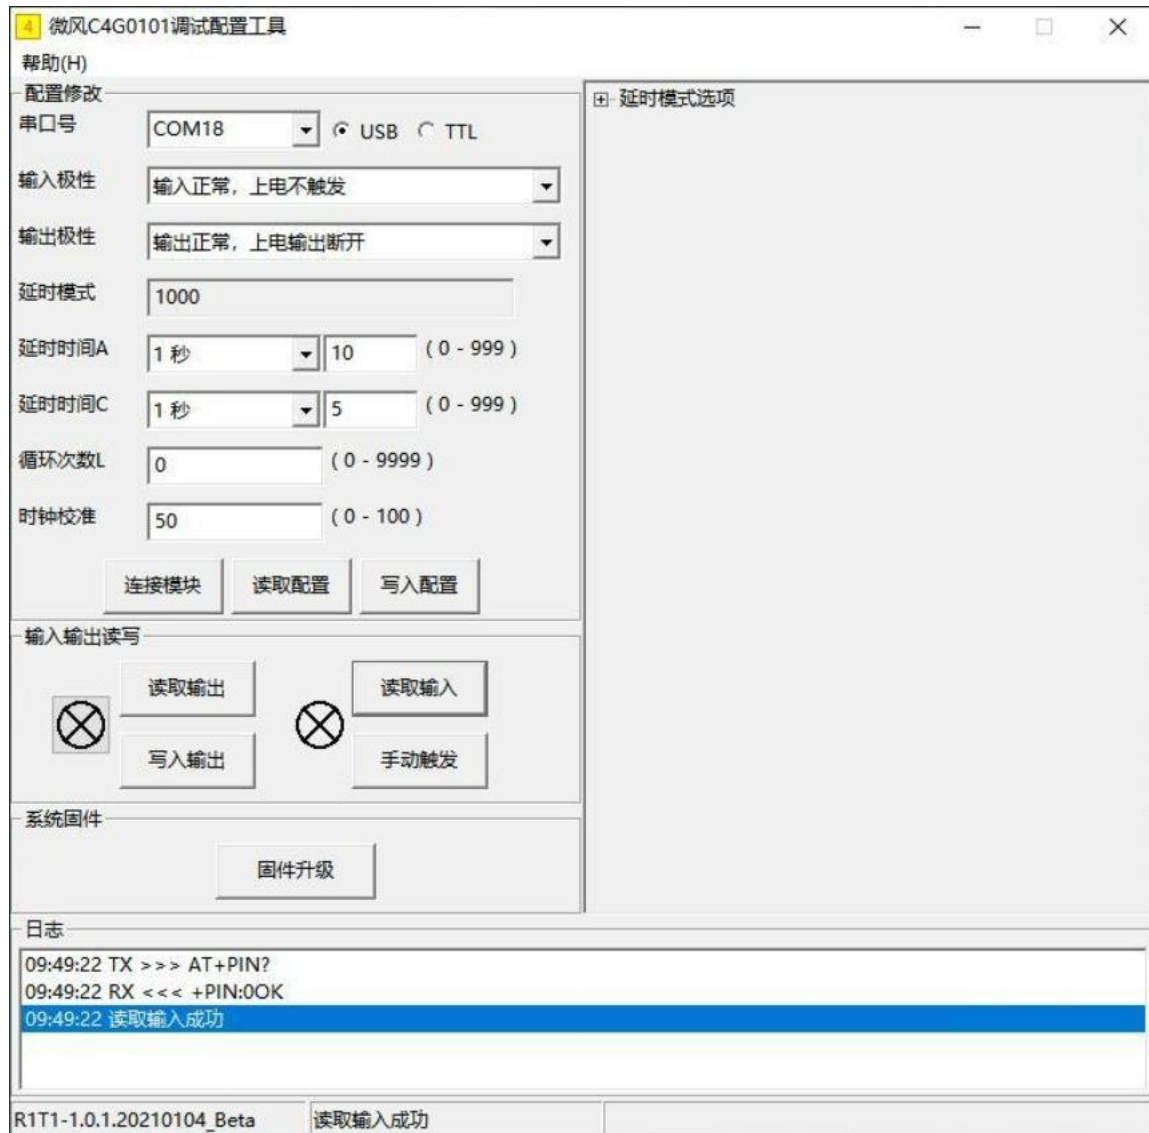 4 微风C4G0101调试配置工具
帮助(H)
配置修改
串口号 COM18 USB TTL
输入极性 输入正常，上电不触发
输出极性 输出正常，上电输出断开
延时模式 1000
延时时间A 1 秒 10 ( 0 - 999 )
延时时间C 1 秒 5 ( 0 - 999 )
循环次数L 0 ( 0 - 9999 )
时钟校准 50 ( 0 - 100 )
连接模块 读取配置 写入配置
延时模式选项
输入输出读写
读取输出 读取输入
写入输出 手动触发
系统固件
固件升级
日志
09:49:22 TX >>> AT+PIN?
09:49:22 RX <<< +PIN:0OK
09:49:22 读取输入成功
R1T1-1.0.1.20210104_Beta 读取输入成功